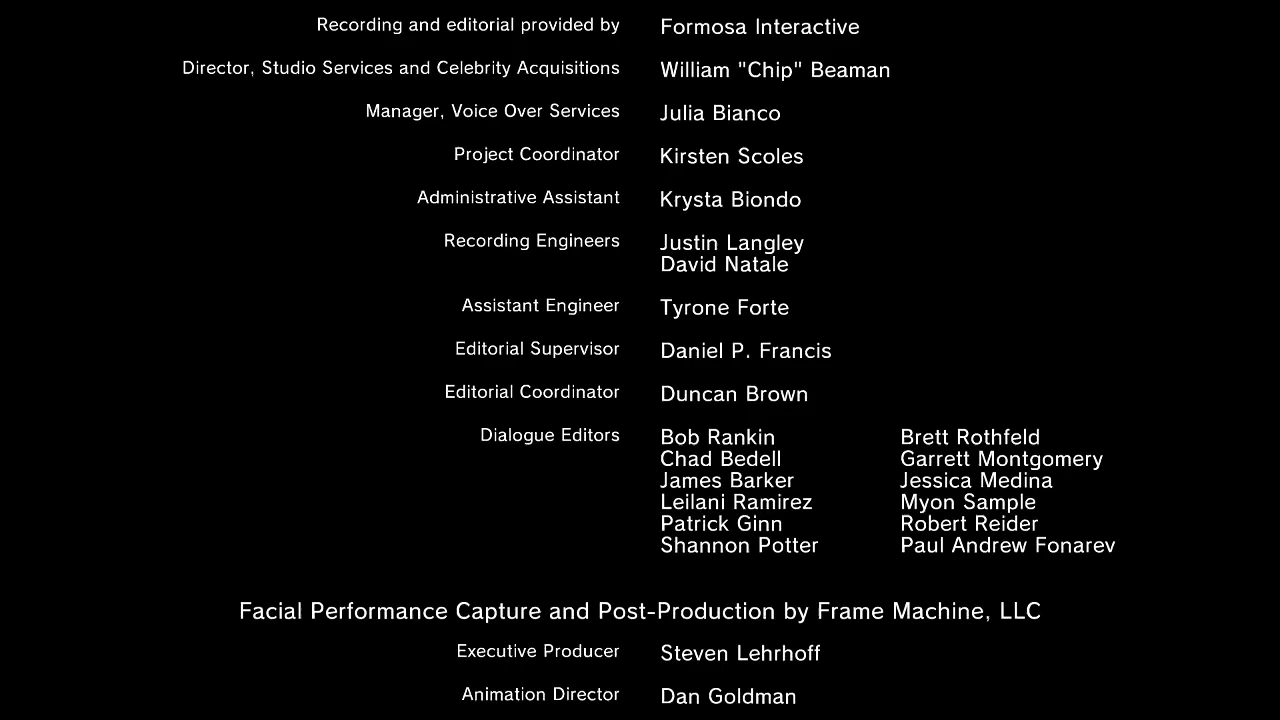 Recording and editorial provided by Formosa Interactive
Director, Studio Services and Celebrity Acquisitions William "Chip" Beaman
Manager, Voice Over Services Julia Bianco
Project Coordinator Kirsten Scoles
Administrative Assistant Krysta Biondo
Recording Engineers Justin Langley
David Natale
Assistant Engineer Tyrone Forte
Editorial Supervisor Daniel P. Francis
Editorial Coordinator Duncan Brown
Dialogue Editors Bob Rankin Brett Rothfeld
Chad Bedell Garrett Montgomery
James Barker Jessica Medina
Leilani Ramirez Myon Sample
Patrick Ginn Robert Reider
Shannon Potter Paul Andrew Fonarev
Facial Performance Capture and Post-Production by Frame Machine, LLC
Executive Producer Steven Lehrhoff
Animation Director Dan Goldman